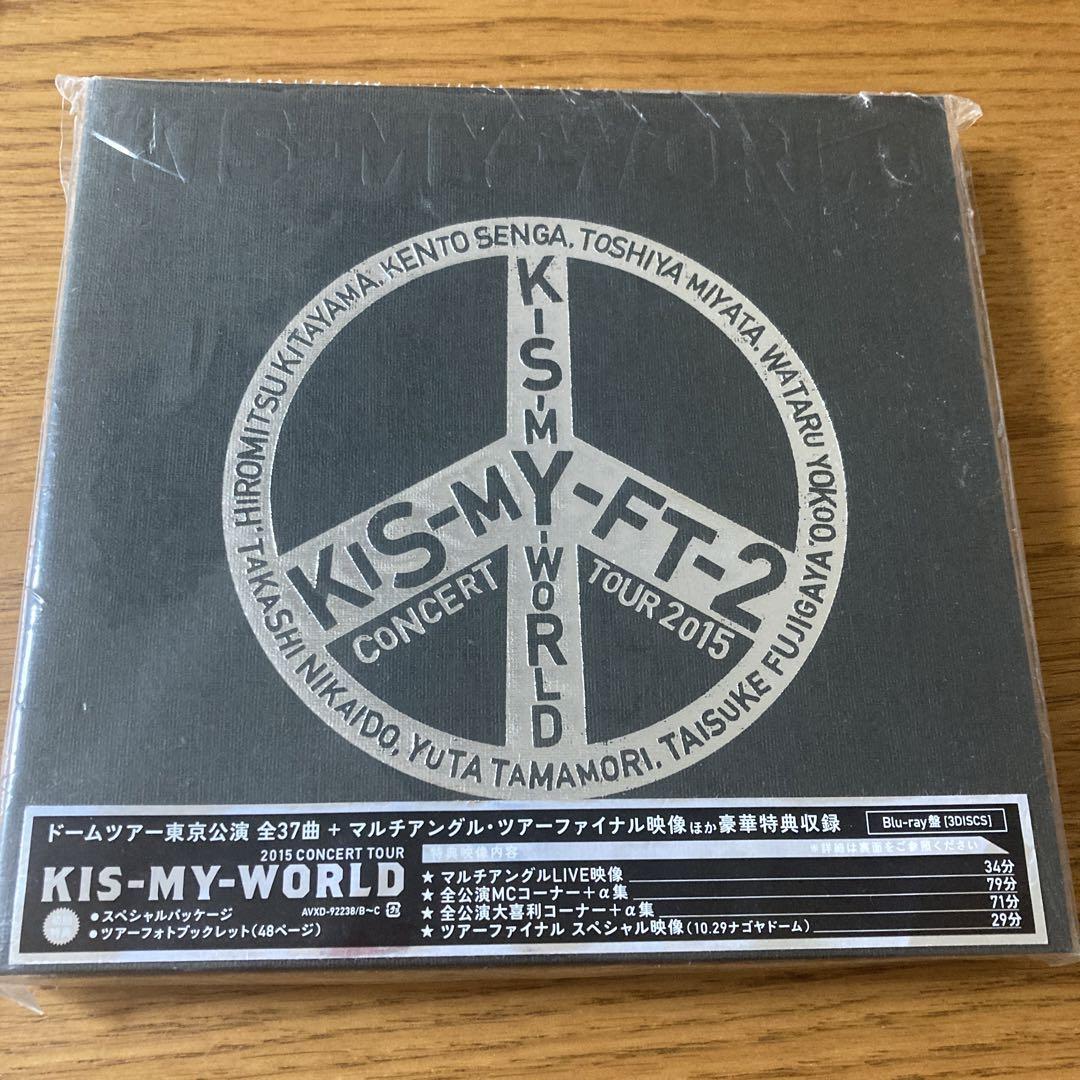 KIS-MY-WORLD
TAKASHI NIKAIDO, YUTA TAMAMORI, TAISUKE FUJIGAYA, WATARU YOKOO, TOSHIYA MIYATA, KENTO SENGA, HIROMITSU KITAYAMA,
KIS-MY-WORLD
KIS-MY-FT-2
CONCERT TOUR 2015
ドームツアー東京公演 全37曲 + マルチアングル・ツアーファイナル映像ほか豪華特典収録
Blu-ray盤 [3DISCS]
2015 CONCERT TOUR
KIS-MY-WORLD
●スペシャルパッケージ
AVXD-92238/B~C
●ツアーフォトブックレット(48ページ)
特典映像内容
※詳細は裏面をご参照ください
★ マルチアングルLIVE映像 34分
★ 全公演MCコーナー+α集 79分
★ 全公演大喜利コーナー+α集 71分
★ ツアーファイナル スペシャル映像(10.29ナゴヤドーム) 29分